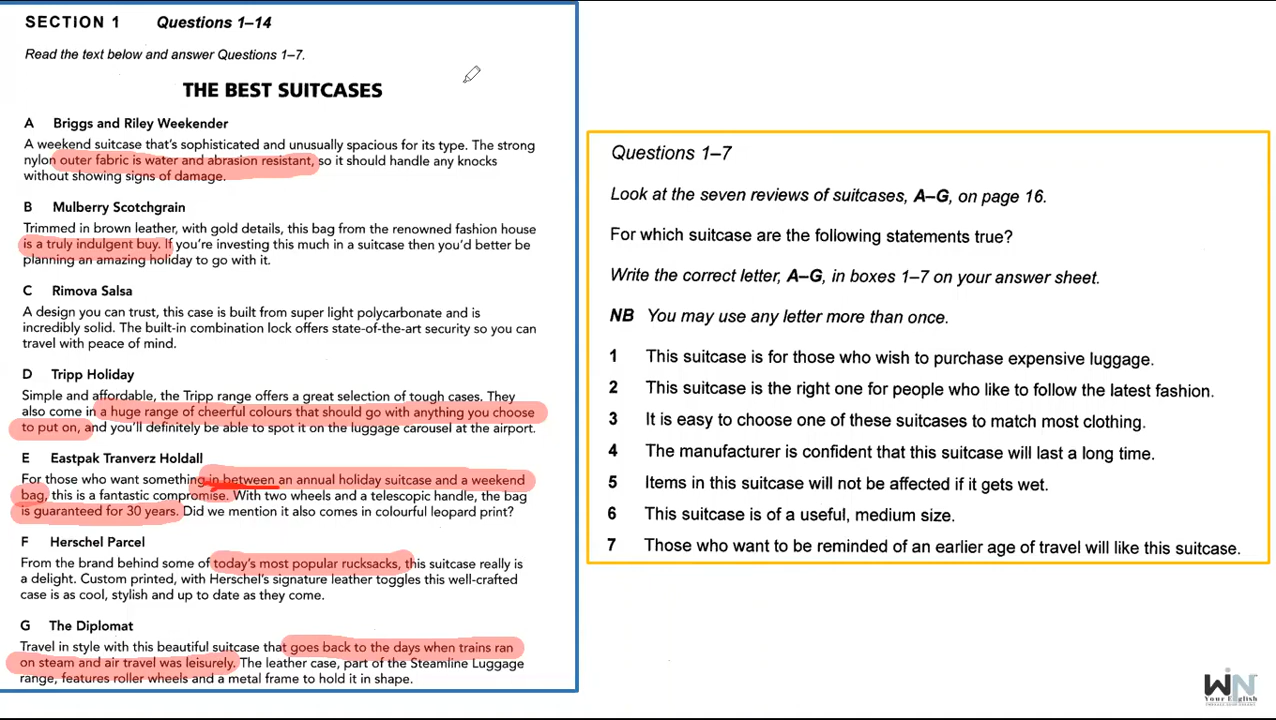 SECTION 1 Questions 1–14
Read the text below and answer Questions 1–7.
THE BEST SUITCASES
A Briggs and Riley Weekender
A weekend suitcase that's sophisticated and unusually spacious for its type. The strong
nylon outer fabric is water and abrasion resistant, so it should handle any knocks
without showing signs of damage.
B Mulberry Scotchgrain
Trimmed in brown leather, with gold details, this bag from the renowned fashion house
is a truly indulgent buy. If you're investing this much in a suitcase then you'd better be
planning an amazing holiday to go with it.
C Rimova Salsa
A design you can trust, this case is built from super light polycarbonate and is
incredibly solid. The built-in combination lock offers state-of-the-art security so you can
travel with peace of mind.
D Tripp Holiday
Simple and affordable, the Tripp range offers a great selection of tough cases. They
also come in a huge range of cheerful colours that should go with anything you choose
to put on, and you'll definitely be able to spot it on the luggage carousel at the airport.
E Eastpak Tranverz Holdall
For those who want something in between an annual holiday suitcase and a weekend
bag, this is a fantastic compromise. With two wheels and a telescopic handle, the bag
is guaranteed for 30 years. Did we mention it also comes in colourful leopard print?
F Herschel Parcel
From the brand behind some of today's most popular rucksacks, this suitcase really is
a delight. Custom printed, with Herschel's signature leather toggles this well-crafted
case is as cool, stylish and up to date as they come.
G The Diplomat
Travel in style with this beautiful suitcase that goes back to the days when trains ran
on steam and air travel was leisurely. The leather case, part of the Steamline Luggage
range, features roller wheels and a metal frame to hold it in shape.
Questions 1–7
Look at the seven reviews of suitcases, A–G, on page 16.
For which suitcase are the following statements true?
Write the correct letter, A–G, in boxes 1–7 on your answer sheet.
NB You may use any letter more than once.
1 This suitcase is for those who wish to purchase expensive luggage.
2 This suitcase is the right one for people who like to follow the latest fashion.
3 It is easy to choose one of these suitcases to match most clothing.
4 The manufacturer is confident that this suitcase will last a long time.
5 Items in this suitcase will not be affected if it gets wet.
6 This suitcase is of a useful, medium size.
7 Those who want to be reminded of an earlier age of travel will like this suitcase.
WIN
Your English